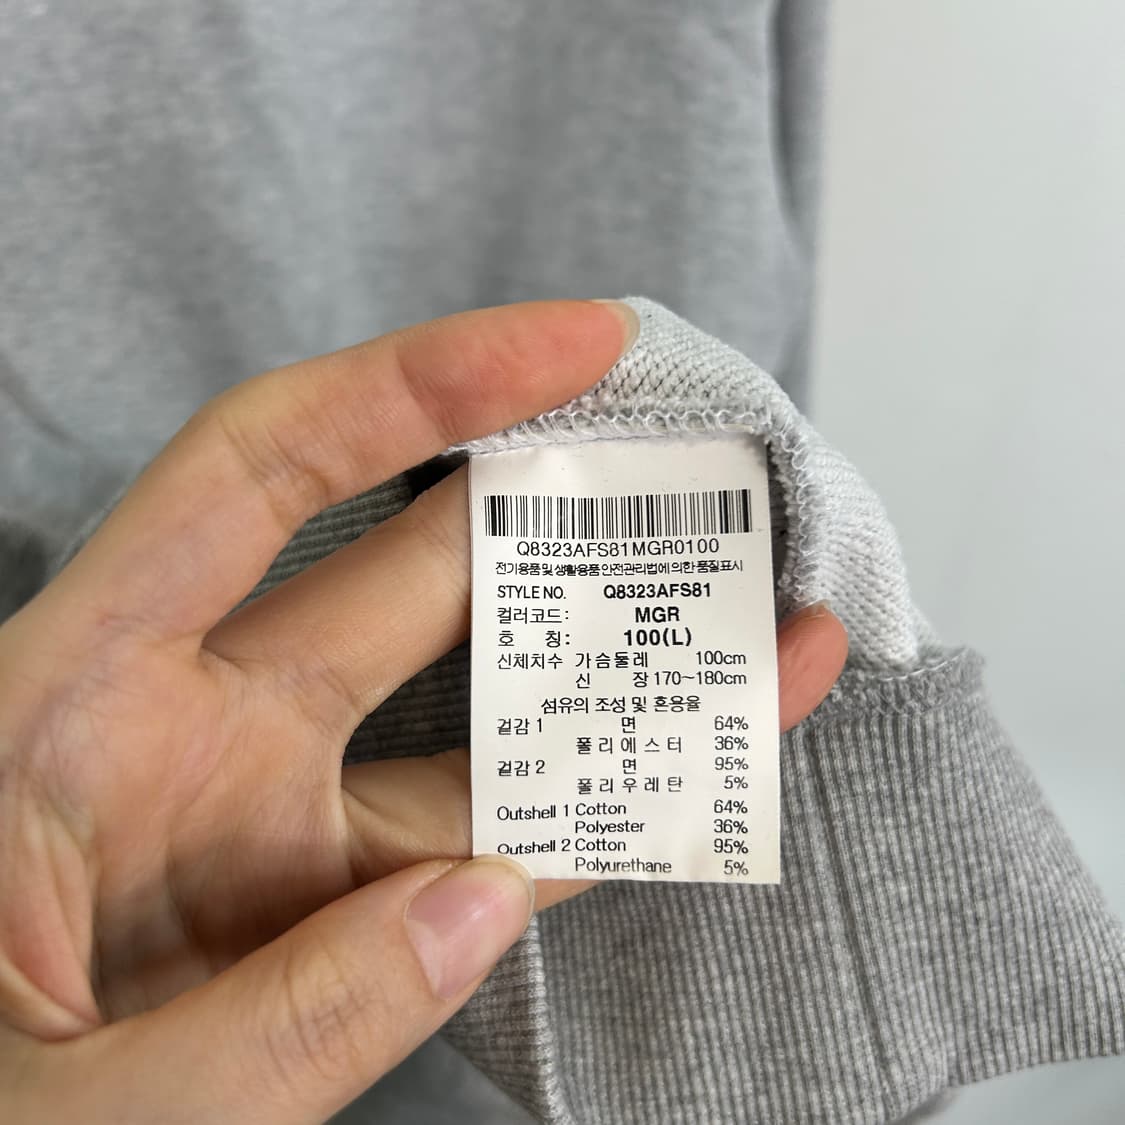 Q8323AFS81MGR0100
전기용품 및 생활용품 안전관리법에 의한 품질표시
STYLE NO. Q8323AFS81
컬러코드: MGR
호 칭: 100(L)
신체치수 가슴둘레 100cm
신 장 170~180cm
섬유의 조성 및 혼용율
겉감 1 면 64%
폴리에스터 36%
겉감 2 면 95%
폴리우레탄 5%
Outshell 1 Cotton 64%
Polyester 36%
Outshell 2 Cotton 95%
Polyurethane 5%